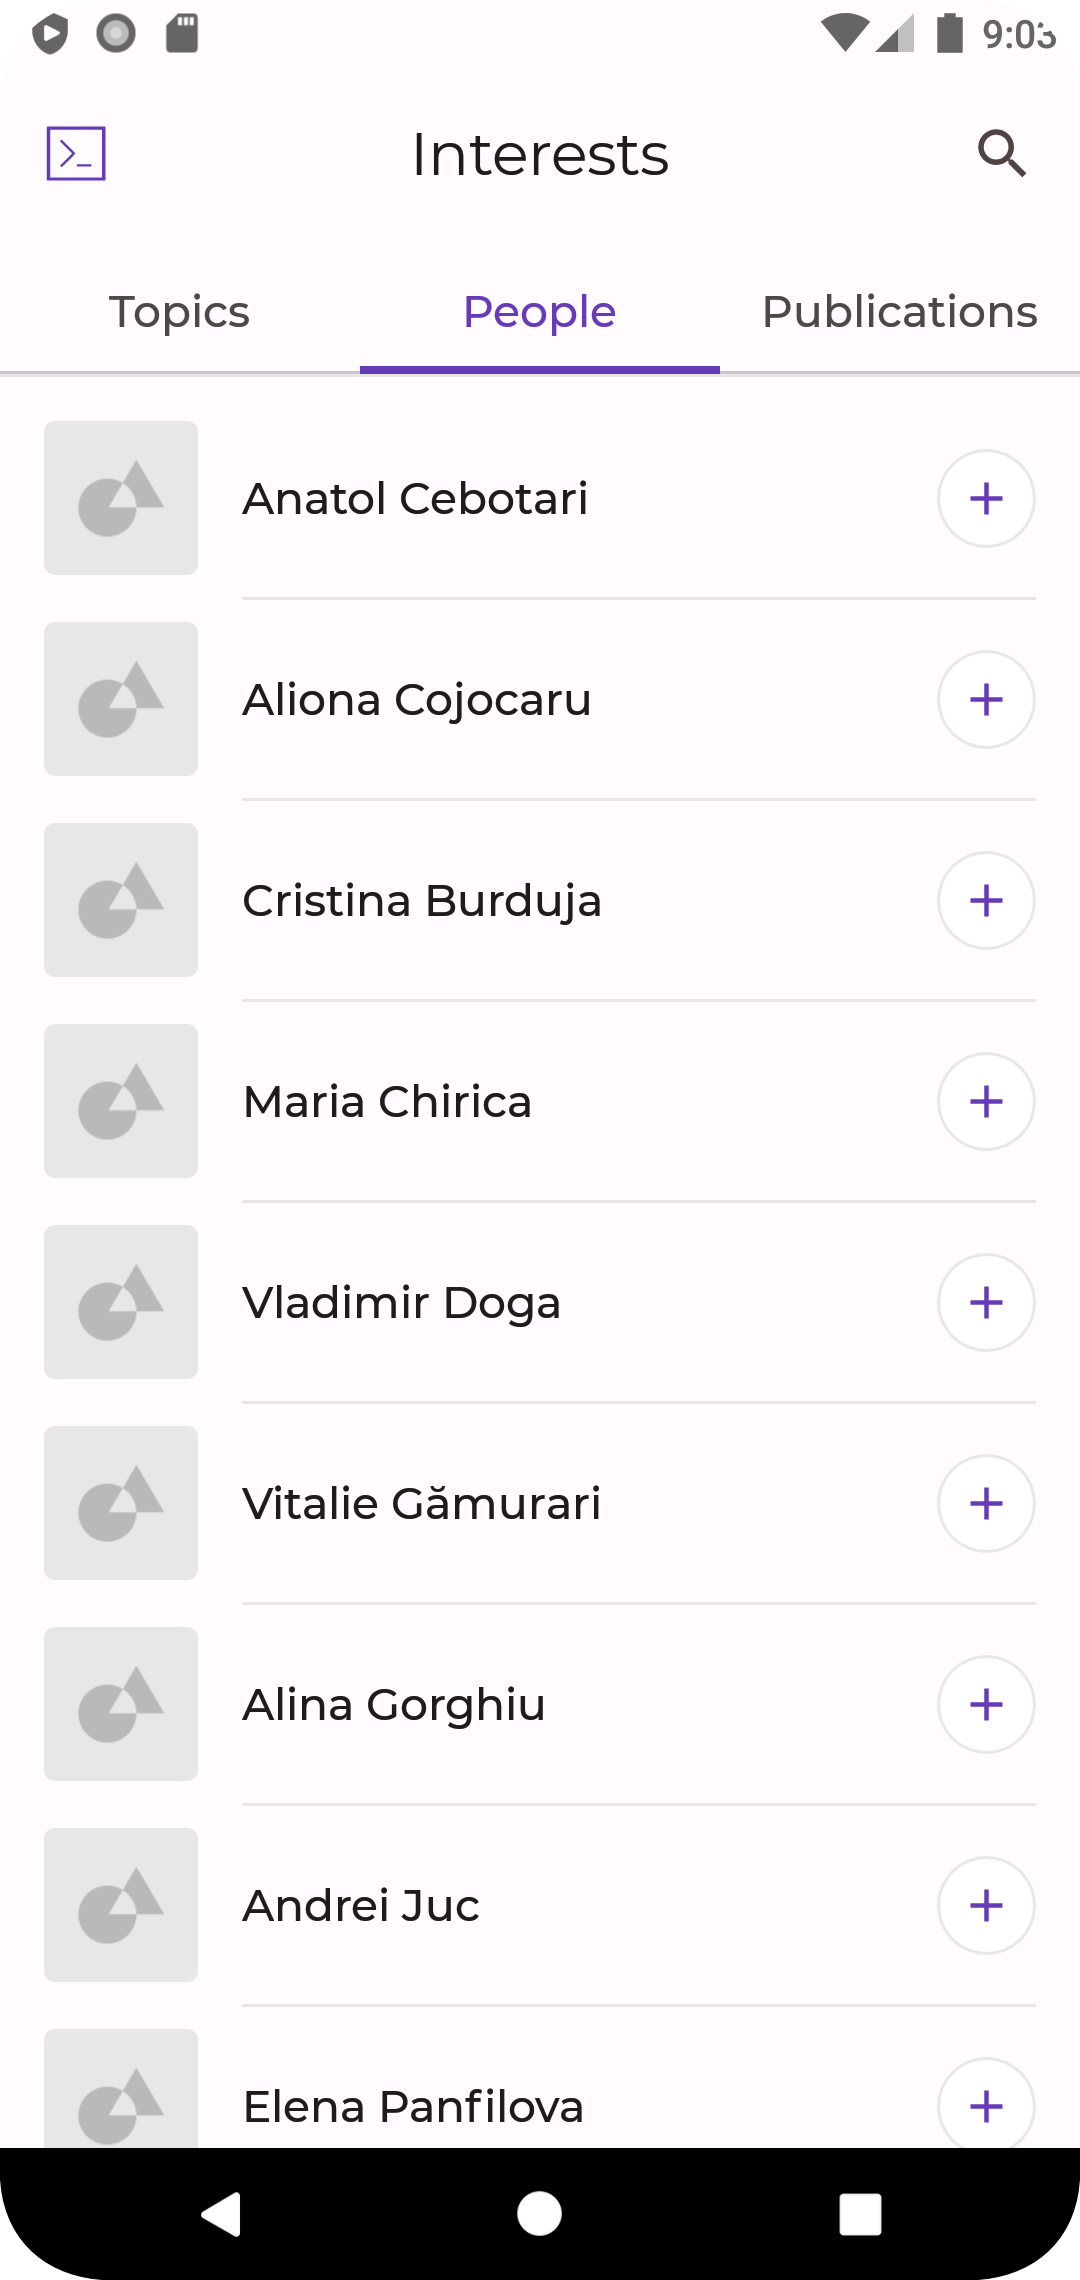 9:03
Interests
Topics People Publications
Anatol Cebotari
Aliona Cojocaru
Cristina Burduja
Maria Chirica
Vladimir Doga
Vitalie Gămurari
Alina Gorghiu
Andrei Juc
Elena Panfilova